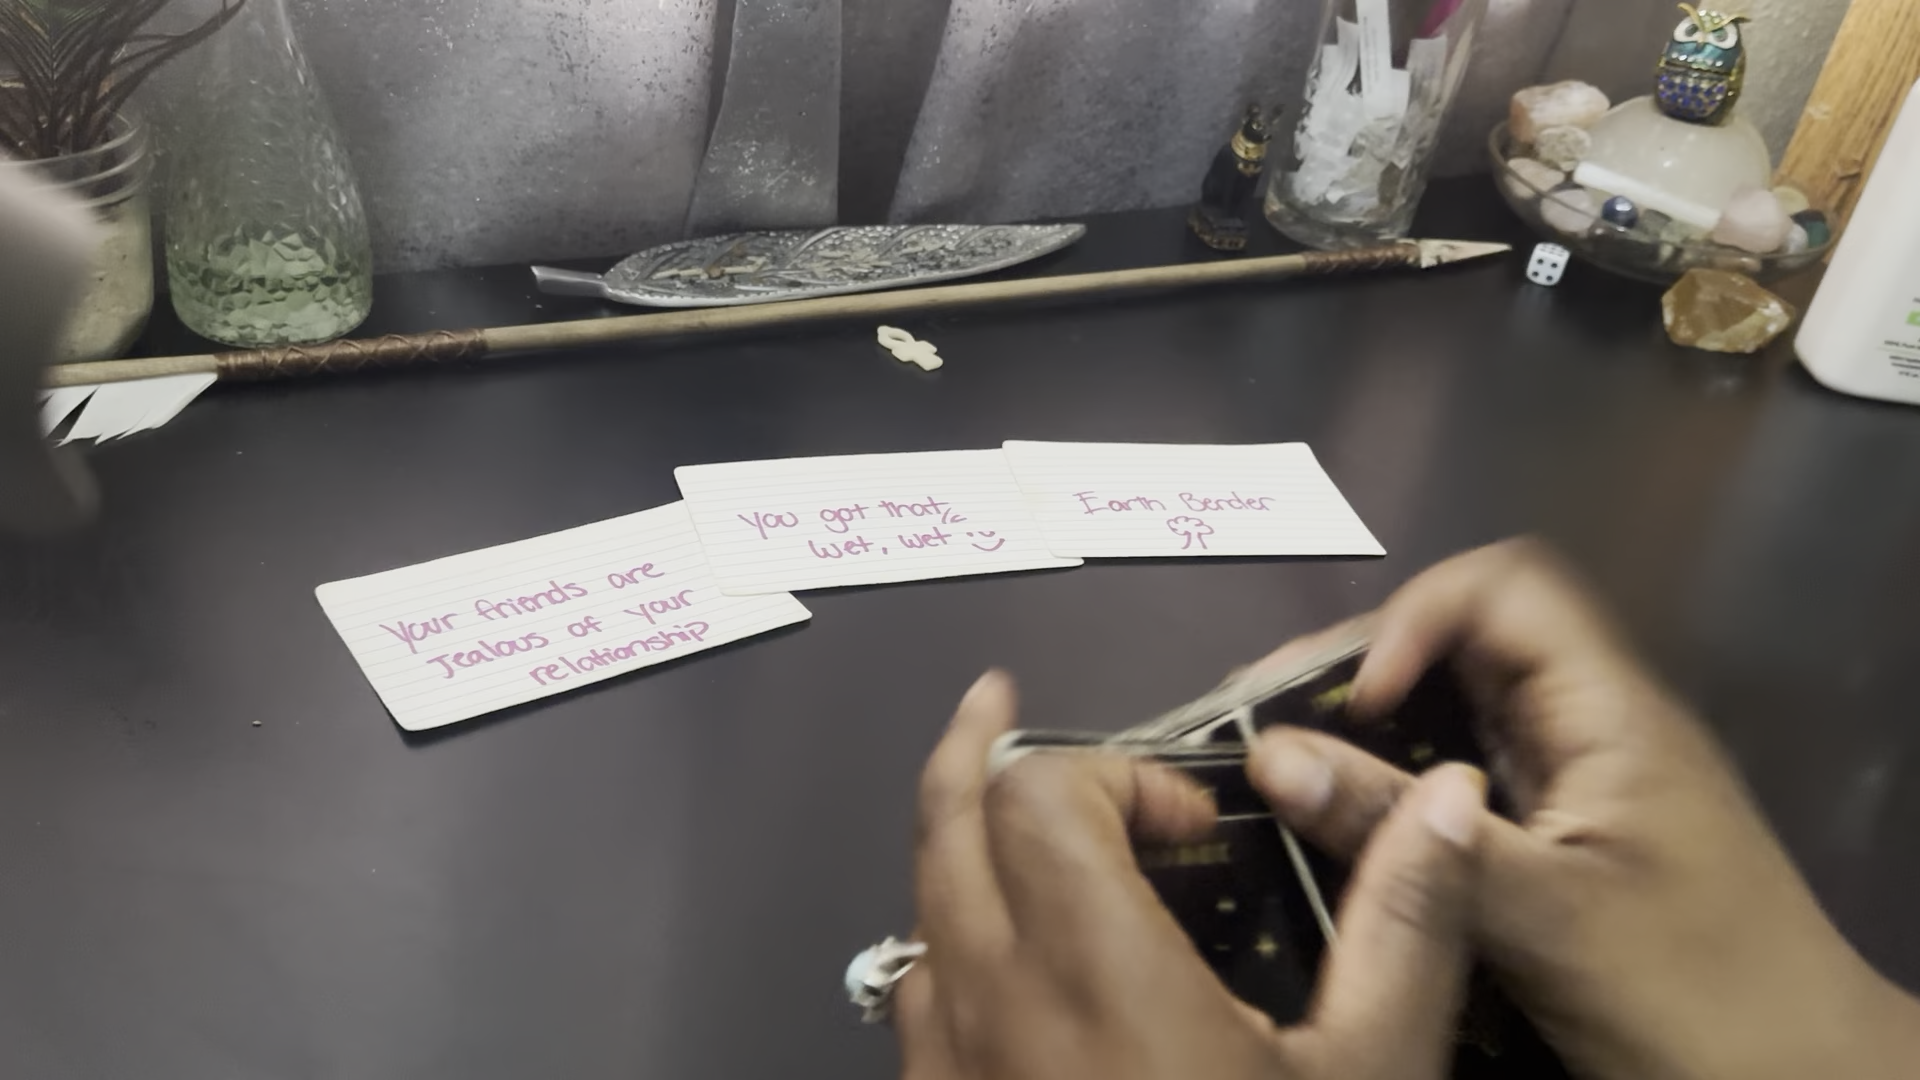 Your friends are
Jealous of your
relationship
You got that
wet, wet
Earth Bender